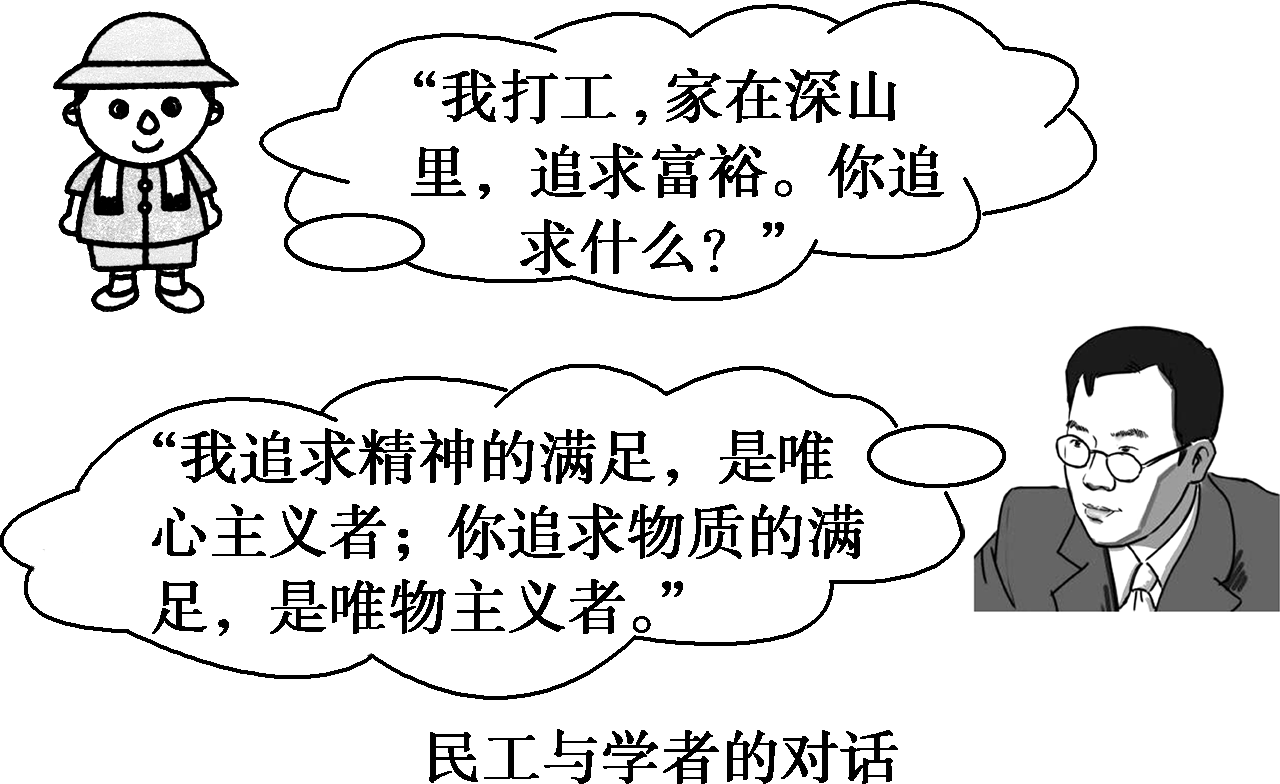 “我打工,家在深山
里，追求富裕。你追
求什么？”
“我追求精神的满足，是唯
心主义者；你追求物质的满
足，是唯物主义者。”
民工与学者的对话